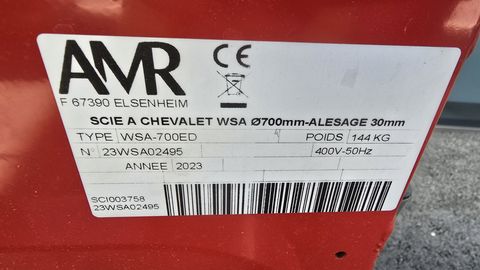 AMR
CE
F 67390 ELSENHEIM
SCIE A CHEVALET WSA Ø700mm-ALESAGE 30mm
TYPE WSA-700ED / POIDS 144 KG
N° 23WSA02495 400V-50Hz
ANNEE 2023
SCI003758
23WSA02495